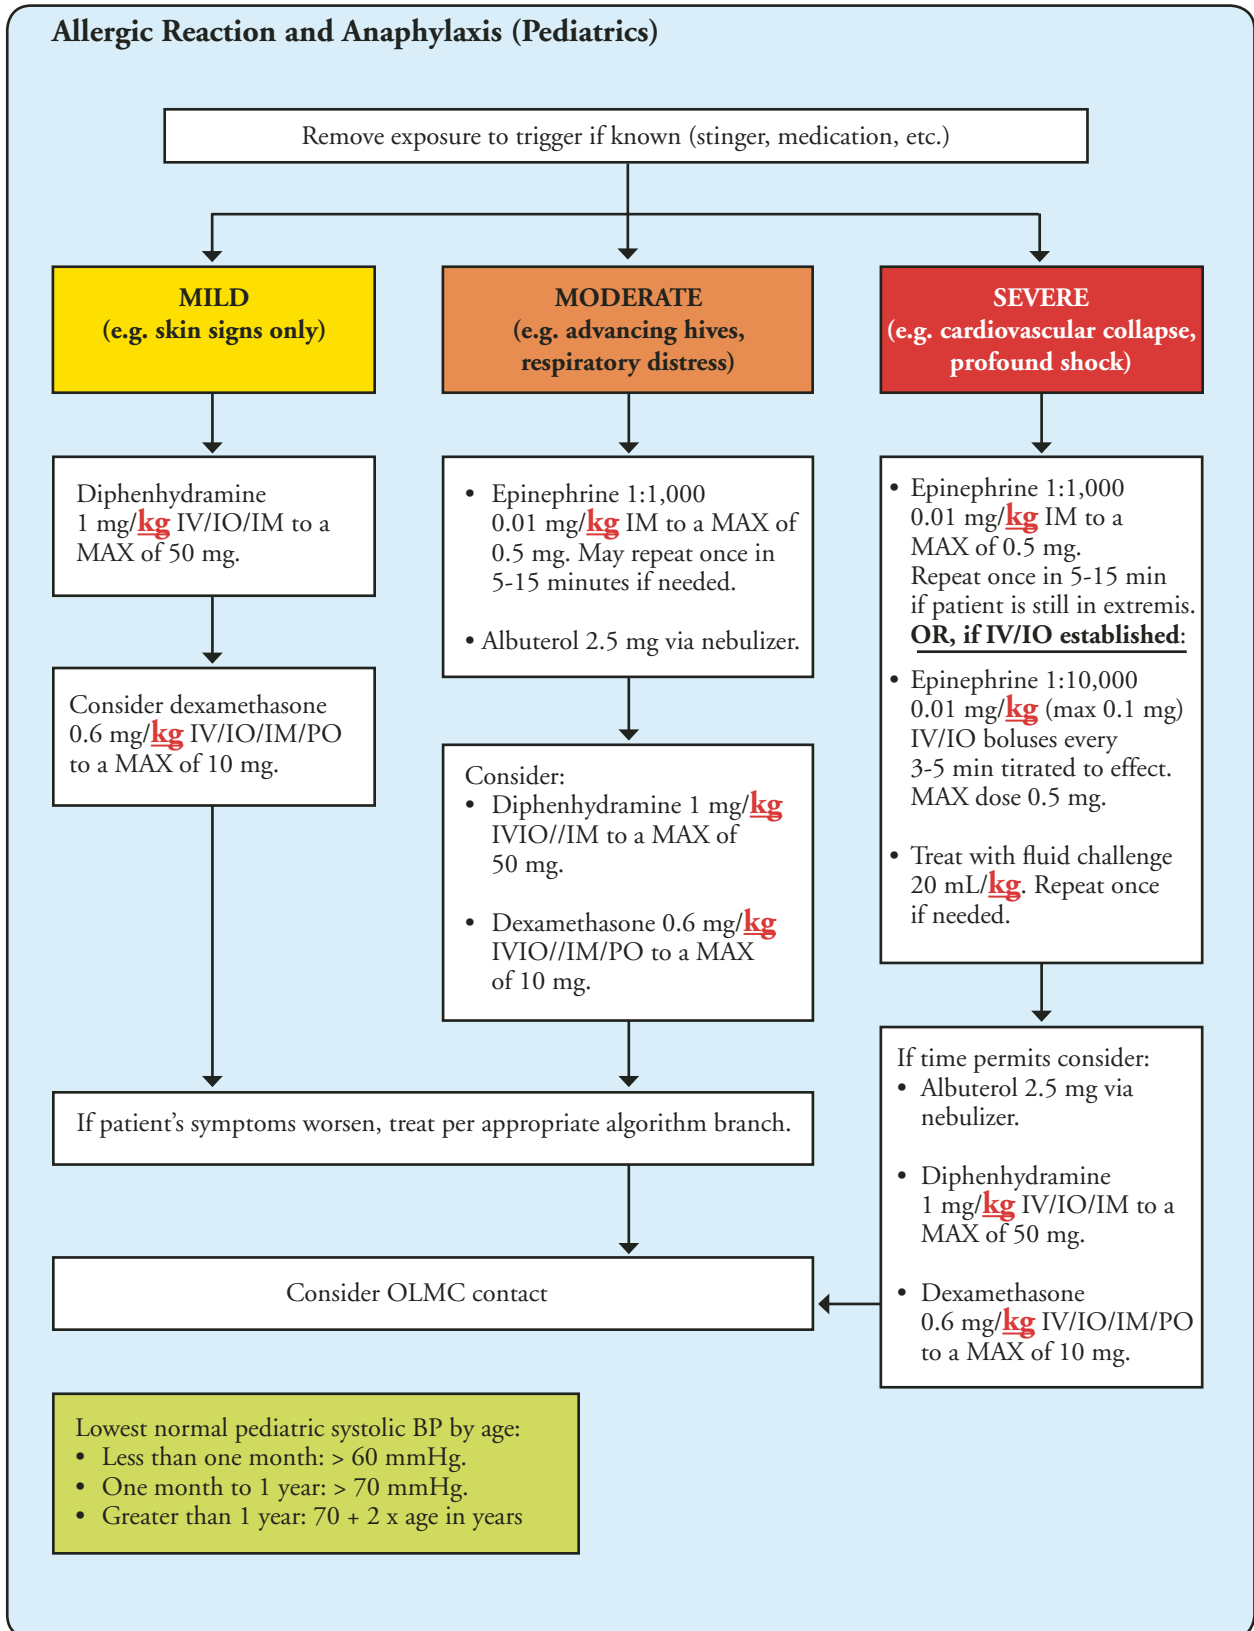 Allergic Reaction and Anaphylaxis (Pediatrics)
Remove exposure to trigger if known (stinger, medication, etc.)
MILD
(e.g. skin signs only)
MODERATE
(e.g. advancing hives,
respiratory distress)
SEVERE
(e.g. cardiovascular collapse,
profound shock)
Diphenhydramine
1 mg/kg IV/IO/IM to a
MAX of 50 mg.
Consider dexamethasone
0.6 mg/kg IV/IO/IM/PO
to a MAX of 10 mg.
• Epinephrine 1:1,000
0.01 mg/kg IM to a MAX of
0.5 mg. May repeat once in
5-15 minutes if needed.
• Albuterol 2.5 mg via nebulizer.
Consider:
• Diphenhydramine 1 mg/kg
IVIO//IM to a MAX of
50 mg.
• Dexamethasone 0.6 mg/kg
IVIO//IM/PO to a MAX
of 10 mg.
• Epinephrine 1:1,000
0.01 mg/kg IM to a
MAX of 0.5 mg.
Repeat once in 5-15 min
if patient is still in extremis.
OR, if IV/IO established:
• Epinephrine 1:10,000
0.01 mg/kg (max 0.1 mg)
IV/IO boluses every
3-5 min titrated to effect.
MAX dose 0.5 mg.
• Treat with fluid challenge
20 mL/kg. Repeat once
if needed.
If time permits consider:
• Albuterol 2.5 mg via
nebulizer.
• Diphenhydramine
1 mg/kg IV/IO/IM to a
MAX of 50 mg.
• Dexamethasone
0.6 mg/kg IV/IO/IM/PO
to a MAX of 10 mg.
If patient's symptoms worsen, treat per appropriate algorithm branch.
Consider OLMC contact
Lowest normal pediatric systolic BP by age:
• Less than one month: > 60 mmHg.
• One month to 1 year: > 70 mmHg.
• Greater than 1 year: 70 + 2 x age in years